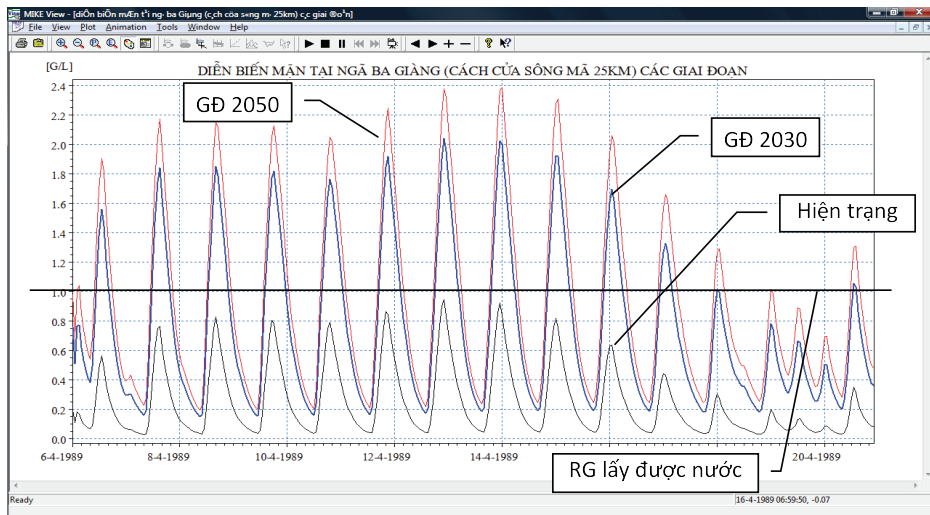 MIKE View - [diÔn biÕn mÆn t¹i ng· ba Giµng (c¸ch cöa s«ng m· 25km) c¸c giai ®o¹n]
File View Plot Animation Tools Window Help
[G/L]
DIỄN BIẾN MẶN TẠI NGÃ BA GIÀNG (CÁCH CỬA SÔNG MÃ 25KM) CÁC GIAI ĐOẠN
2.4
GĐ 2050
2.2
2.0
GĐ 2030
1.8
1.6
Hiện trạng
1.4
1.2
1.0
0.8
0.6
0.4
0.2
0.0
6-4-1989
8-4-1989
10-4-1989
12-4-1989
14-4-1989
20-4-1989
RG lấy được nước
Ready
16-4-1989 06:59:50, -0.07